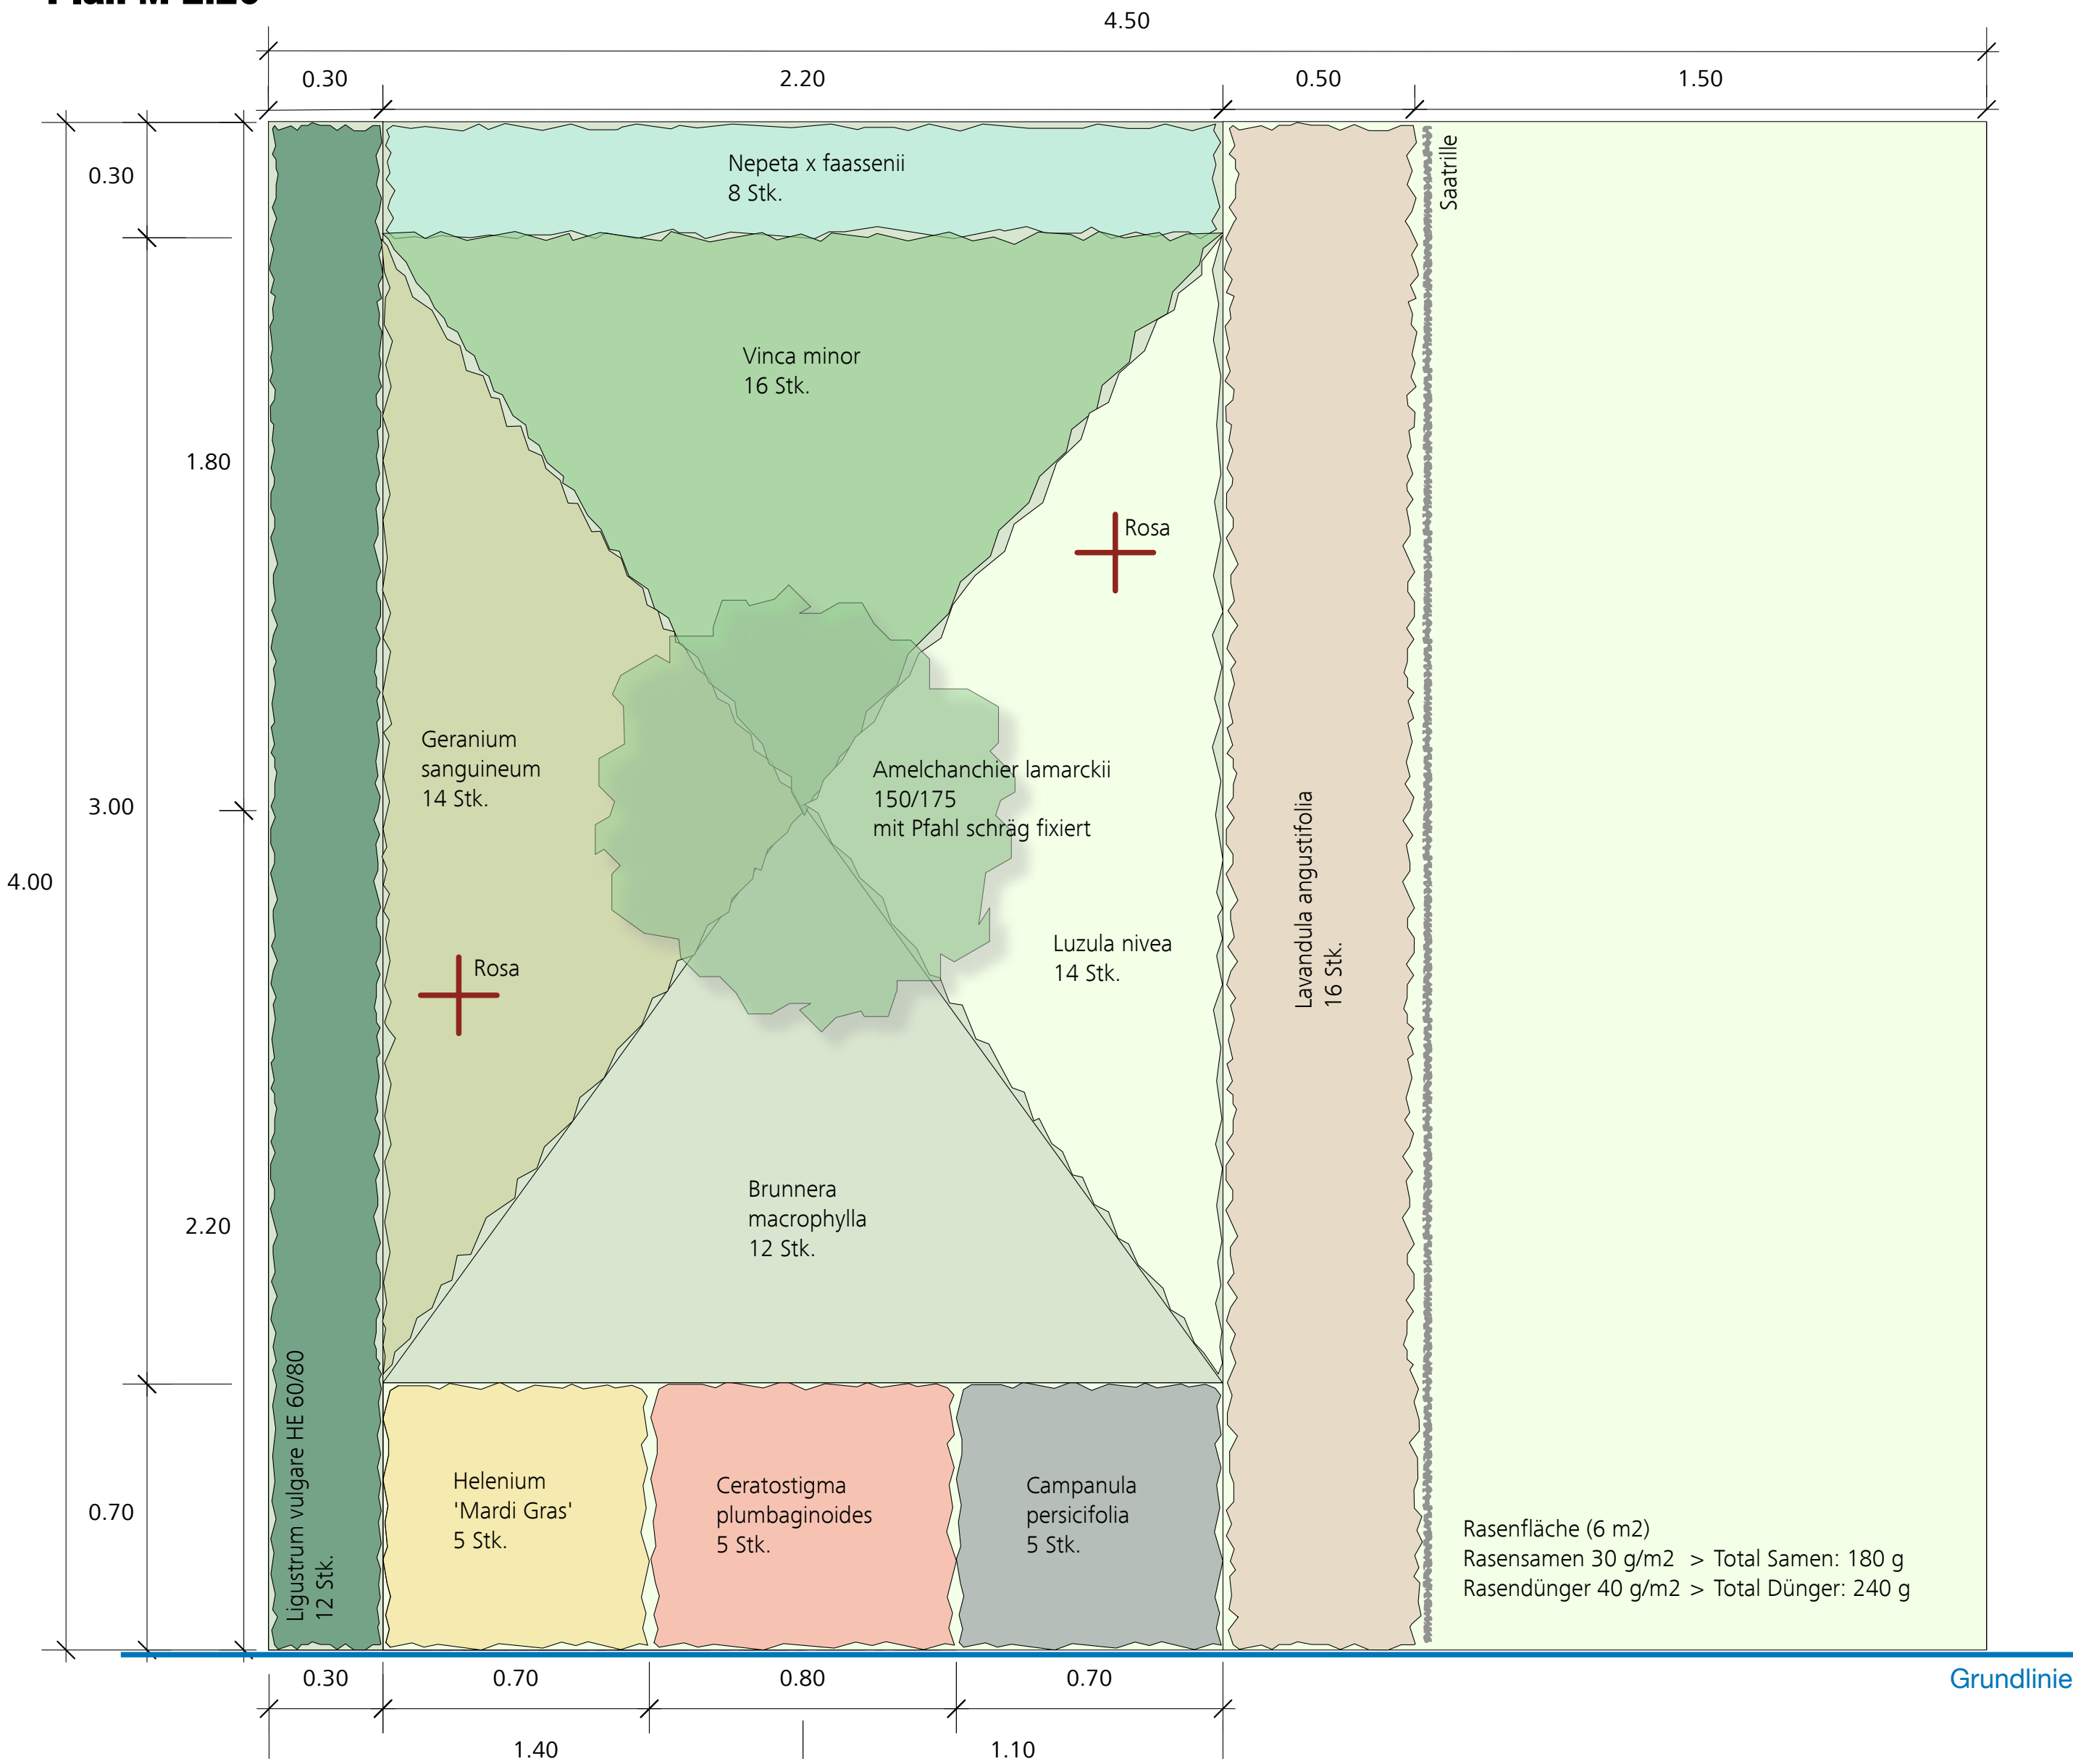 4.50
0.30
2.20
0.50
1.50
0.30
Nepeta x faassenii
8 Stk.
Saatrille
Vinca minor
16 Stk.
1.80
Rosa
Geranium
sanguineum
14 Stk.
Amelchanchier lamarckii
150/175
mit Pfahl schräg fixiert
3.00
4.00
Lavandula angustifolia
16 Stk.
Luzula nivea
14 Stk.
Rosa
Brunnera
macrophylla
12 Stk.
2.20
Ligustrum vulgare HE 60/80
12 Stk.
Helenium
'Mardi Gras'
5 Stk.
Ceratostigma
plumbaginoides
5 Stk.
Campanula
persicifolia
5 Stk.
0.70
Rasenfläche (6 m2)
Rasensamen 30 g/m2 > Total Samen: 180 g
Rasendünger 40 g/m2 > Total Dünger: 240 g
Grundlinie
0.30
0.70
0.80
0.70
1.40
1.10